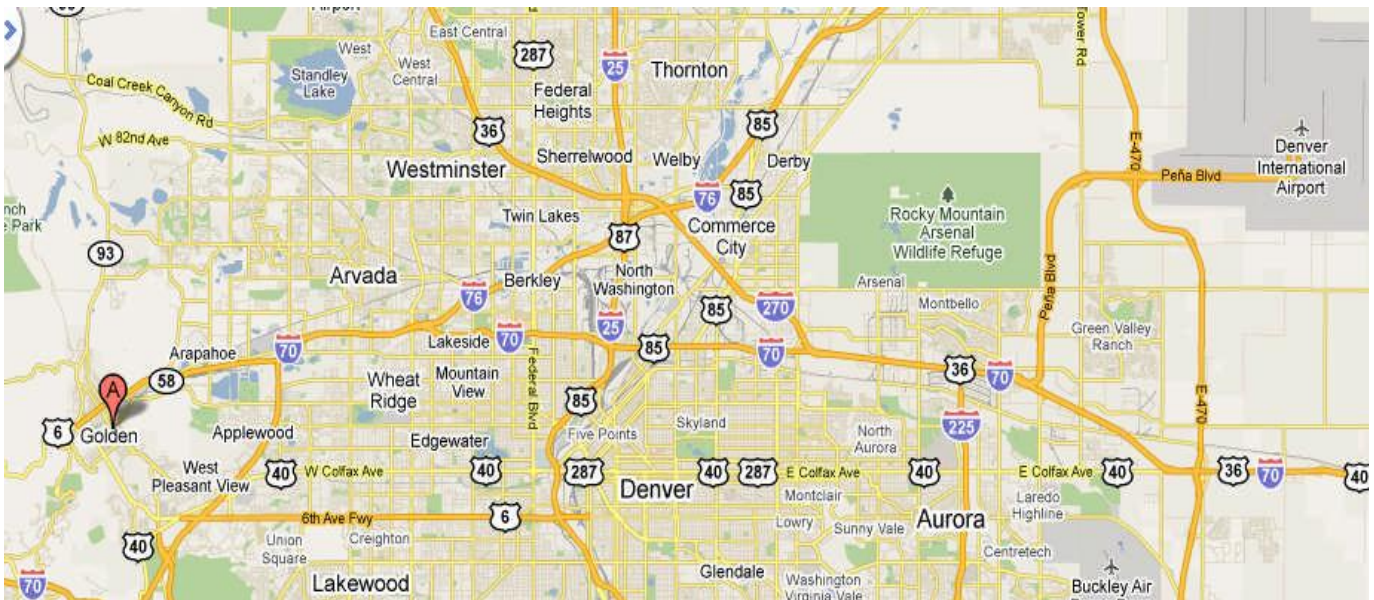 East Central
West
287
25
Thornton
Tower Rd
Standley
Lake
West
Central
Federal
Heights
Coal Creek Canyon Rd
36
85
E-470
W 82nd Ave
Denver
International
Airport
Westminster
Sherrelwood
Welby
Derby
76
85
Peña Blvd
Rocky Mountain
Arsenal
Wildlife Refuge
Twin Lakes
87
Commerce
City
e Park
93
Arvada
Berkley
North
Washington
Arsenal
Peña Blvd
76
85
270
Montbello
Green Valley
Ranch
25
Arapahoe
70
Lakeside
70
85
70
36
70
A
58
Wheat
Ridge
Mountain
View
Federal Blvd
85
E-470
6
Golden
Applewood
Edgewater
Five Points
Skyland
North
Aurora
225
West
Pleasant View
40
W Colfax Ave
40
287
40
287
E Colfax Ave
40
E Colfax Ave
40
36
70
40
Denver
Montclair
Laredo
Highline
6th Ave Fwy
6
Lowry
Sunny Vale
Aurora
40
Union
Square
Creighton
Centretech
70
Lakewood
Glendale
Washington
Virginia Vale
Buckley Air